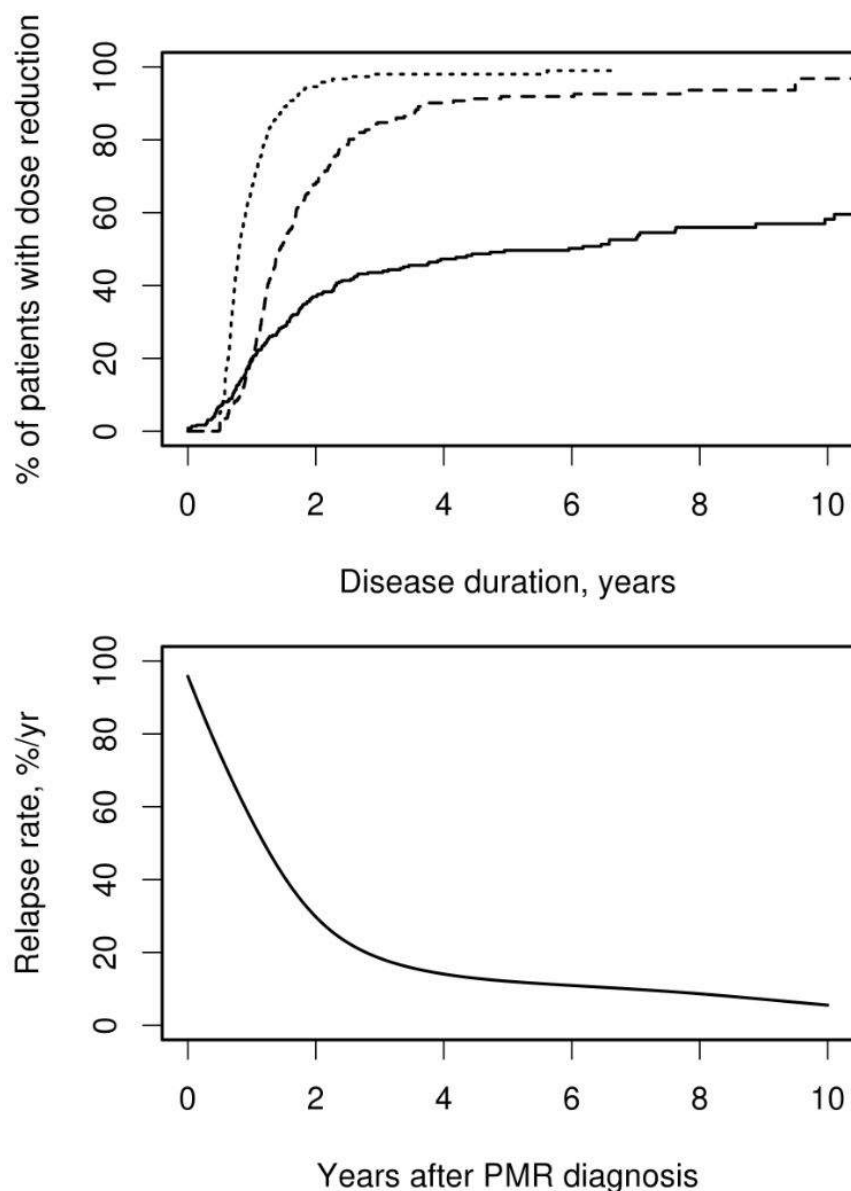 % of patients with dose reduction
100
80
60
40
20
0
0 2 4 6 8 10
Disease duration, years
Relapse rate, %/yr
100
80
60
40
20
0
0 2 4 6 8 10
Years after PMR diagnosis